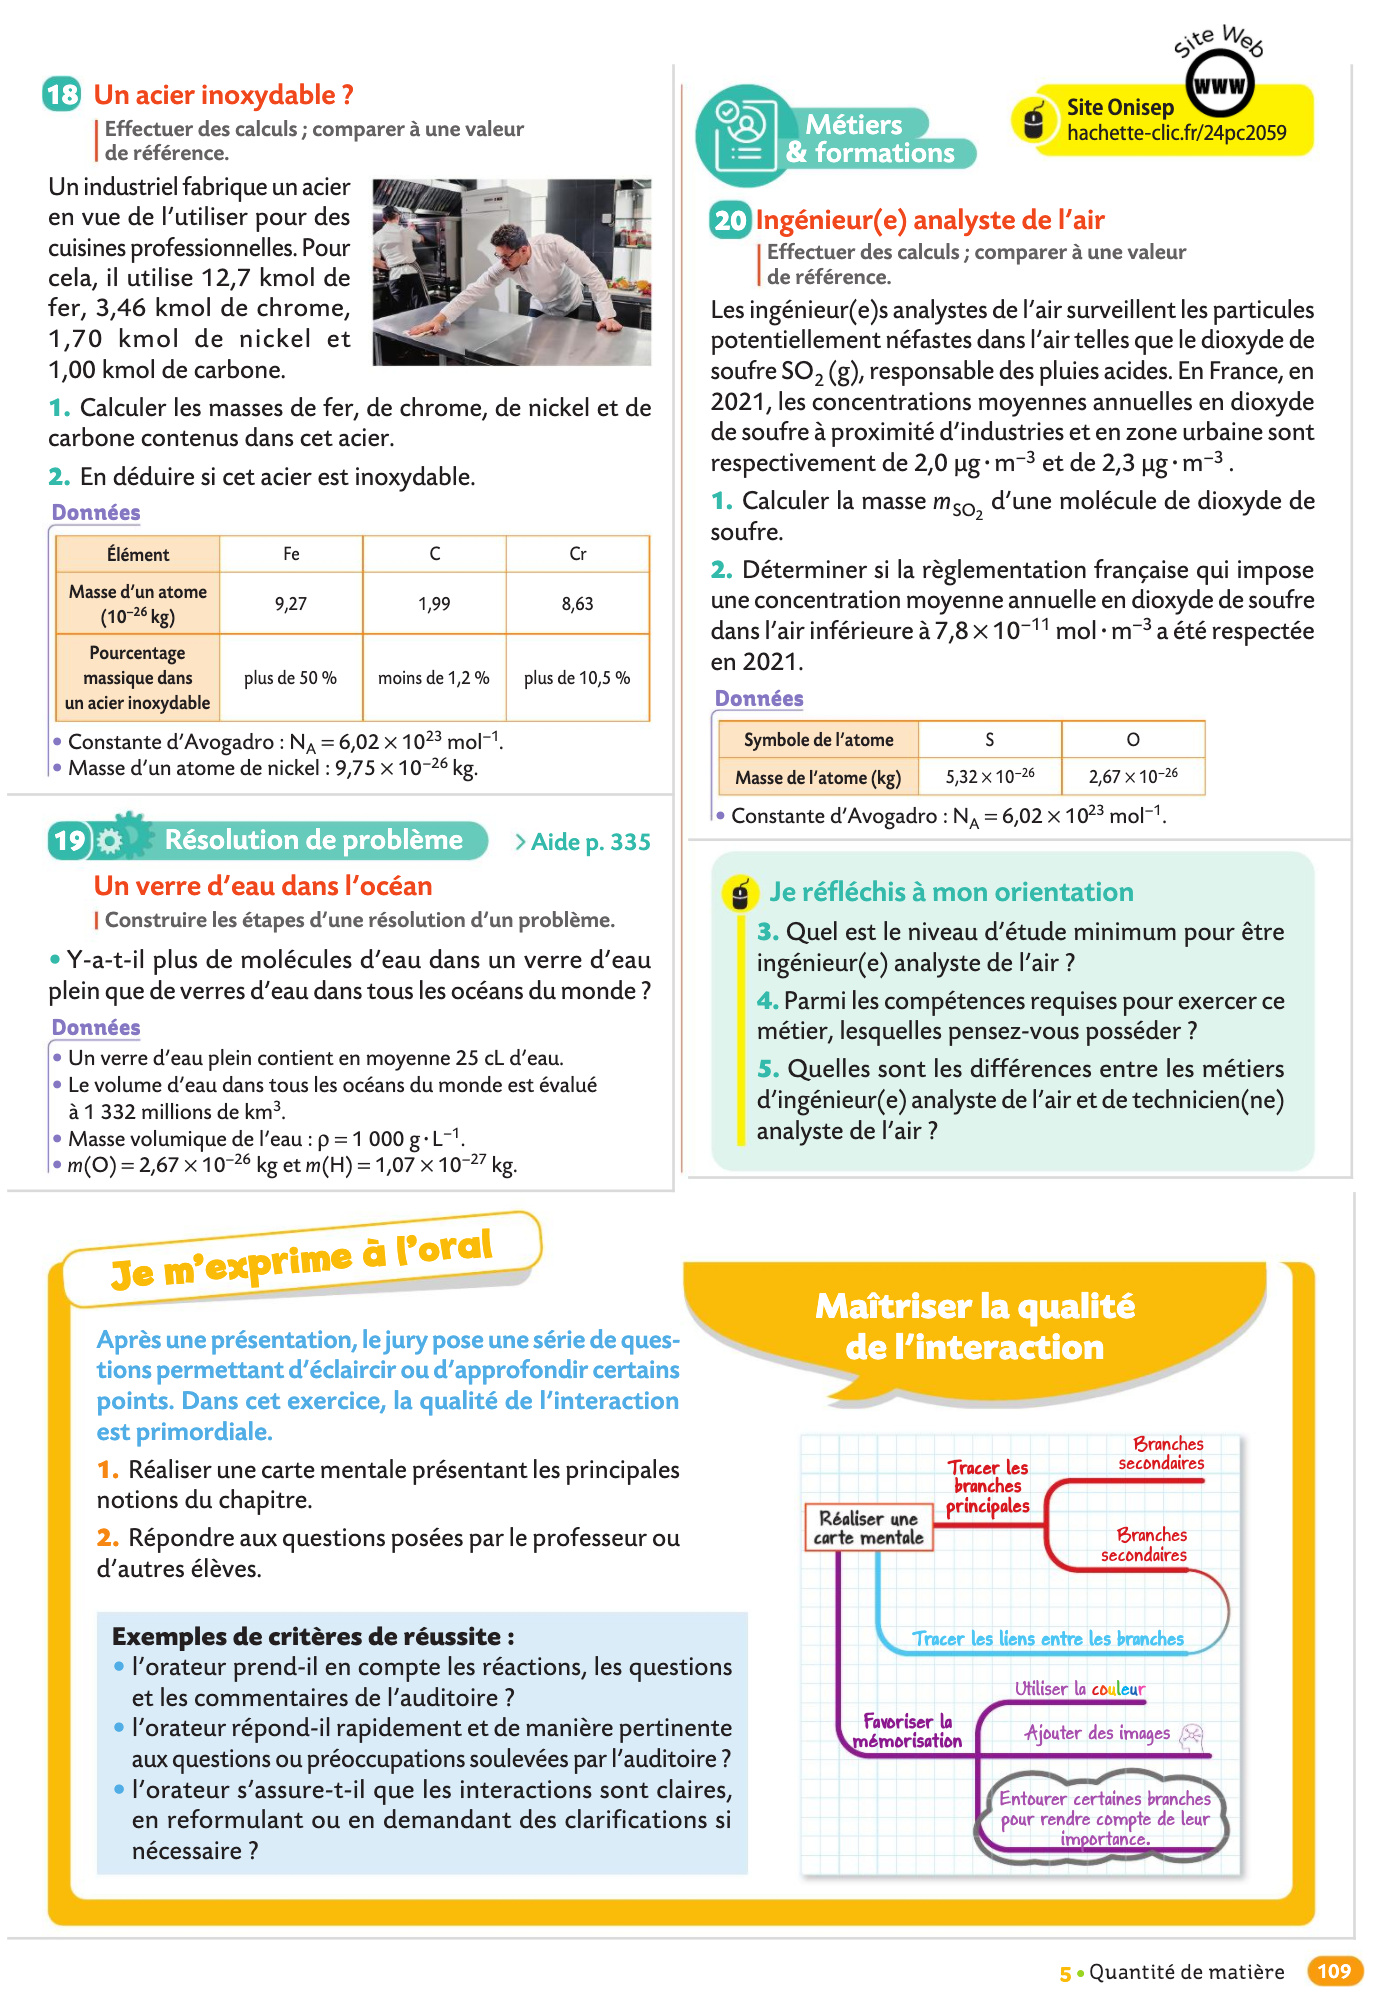 18 Un acier inoxydable ?
Effectuer des calculs ; comparer à une valeur
de référence.
Un industriel fabrique un acier
en vue de l’utiliser pour des
cuisines professionnelles. Pour
cela, il utilise 12,7 kmol de
fer, 3,46 kmol de chrome,
1,70 kmol de nickel et
1,00 kmol de carbone.
1. Calculer les masses de fer, de chrome, de nickel et de
carbone contenus dans cet acier.
2. En déduire si cet acier est inoxydable.
Données
Élément Fe C Cr
Masse d’un atome
(10⁻²⁶ kg) 9,27 1,99 8,63
Pourcentage
massique dans
un acier inoxydable plus de 50 % moins de 1,2 % plus de 10,5 %
• Constante d’Avogadro : N_A = 6,02 × 10²³ mol⁻¹.
• Masse d’un atome de nickel : 9,75 × 10⁻²⁶ kg.
19 Résolution de problème > Aide p. 335
Un verre d’eau dans l’océan
Construire les étapes d’une résolution d’un problème.
• Y-a-t-il plus de molécules d’eau dans un verre d’eau
plein que de verres d’eau dans tous les océans du monde ?
Données
• Un verre d’eau plein contient en moyenne 25 cL d’eau.
• Le volume d’eau dans tous les océans du monde est évalué
à 1 332 millions de km³.
• Masse volumique de l’eau : ρ = 1 000 g·L⁻¹.
• m(O) = 2,67 × 10⁻²⁶ kg et m(H) = 1,07 × 10⁻²⁷ kg.
Métiers
& formations
Site Web
www
Site Onisep
hachette-clic.fr/24pc2059
20 Ingénieur(e) analyste de l’air
Effectuer des calculs ; comparer à une valeur
de référence.
Les ingénieur(e)s analystes de l’air surveillent les particules
potentiellement néfastes dans l’air telles que le dioxyde de
soufre SO₂ (g), responsable des pluies acides. En France, en
2021, les concentrations moyennes annuelles en dioxyde
de soufre à proximité d’industries et en zone urbaine sont
respectivement de 2,0 µg·m⁻³ et de 2,3 µg·m⁻³ .
1. Calculer la masse m_SO₂ d’une molécule de dioxyde de
soufre.
2. Déterminer si la règlementation française qui impose
une concentration moyenne annuelle en dioxyde de soufre
dans l’air inférieure à 7,8 × 10⁻¹¹ mol·m⁻³ a été respectée
en 2021.
Données
Symbole de l’atome S O
Masse de l’atome (kg) 5,32 × 10⁻²⁶ 2,67 × 10⁻²⁶
• Constante d’Avogadro : N_A = 6,02 × 10²³ mol⁻¹.
Je réfléchis à mon orientation
3. Quel est le niveau d’étude minimum pour être
ingénieur(e) analyste de l’air ?
4. Parmi les compétences requises pour exercer ce
métier, lesquelles pensez-vous posséder ?
5. Quelles sont les différences entre les métiers
d’ingénieur(e) analyste de l’air et de technicien(ne)
analyste de l’air ?
Je m’exprime à l’oral
Après une présentation, le jury pose une série de ques-
tions permettant d’éclaircir ou d’approfondir certains
points. Dans cet exercice, la qualité de l’interaction
est primordiale.
1. Réaliser une carte mentale présentant les principales
notions du chapitre.
2. Répondre aux questions posées par le professeur ou
d’autres élèves.
Exemples de critères de réussite :
• l’orateur prend-il en compte les réactions, les questions
et les commentaires de l’auditoire ?
• l’orateur répond-il rapidement et de manière pertinente
aux questions ou préoccupations soulevées par l’auditoire ?
• l’orateur s’assure-t-il que les interactions sont claires,
en reformulant ou en demandant des clarifications si
nécessaire ?
Maîtriser la qualité
de l’interaction
Réaliser une
carte mentale
Tracer les
branches
principales
Branches
secondaires
Branches
secondaires
Tracer les liens entre les branches
Favoriser la
mémorisation
Utiliser la couleur
Ajouter des images
Entourer certaines branches
pour rendre compte de leur
importance.
5 • Quantité de matière 109